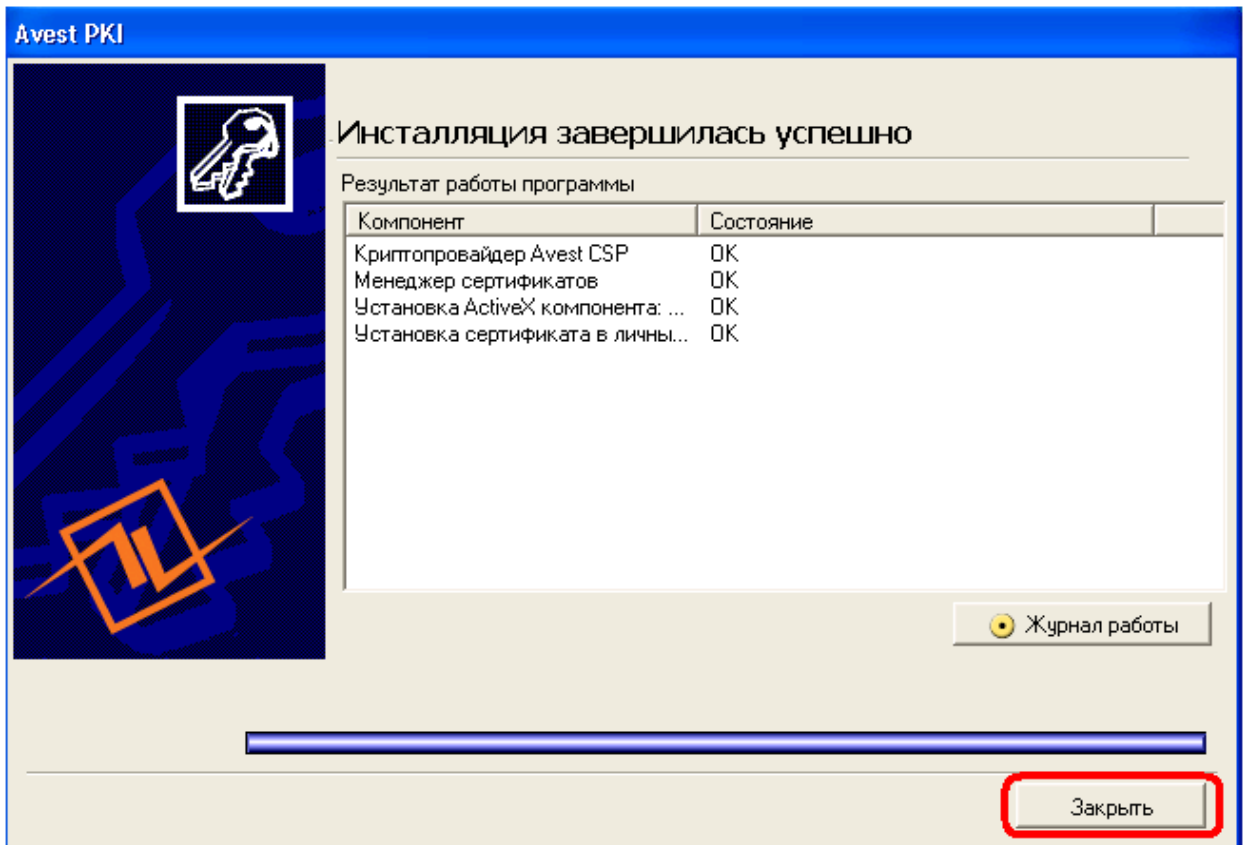 Avest PKI
Инсталляция завершилась успешно
Результат работы программы
Компонент Состояние
Криптопровайдер Avest CSP OK
Менеджер сертификатов OK
Установка ActiveX компонента: ... OK
Установка сертификата в личны... OK
Журнал работы
Закрыть